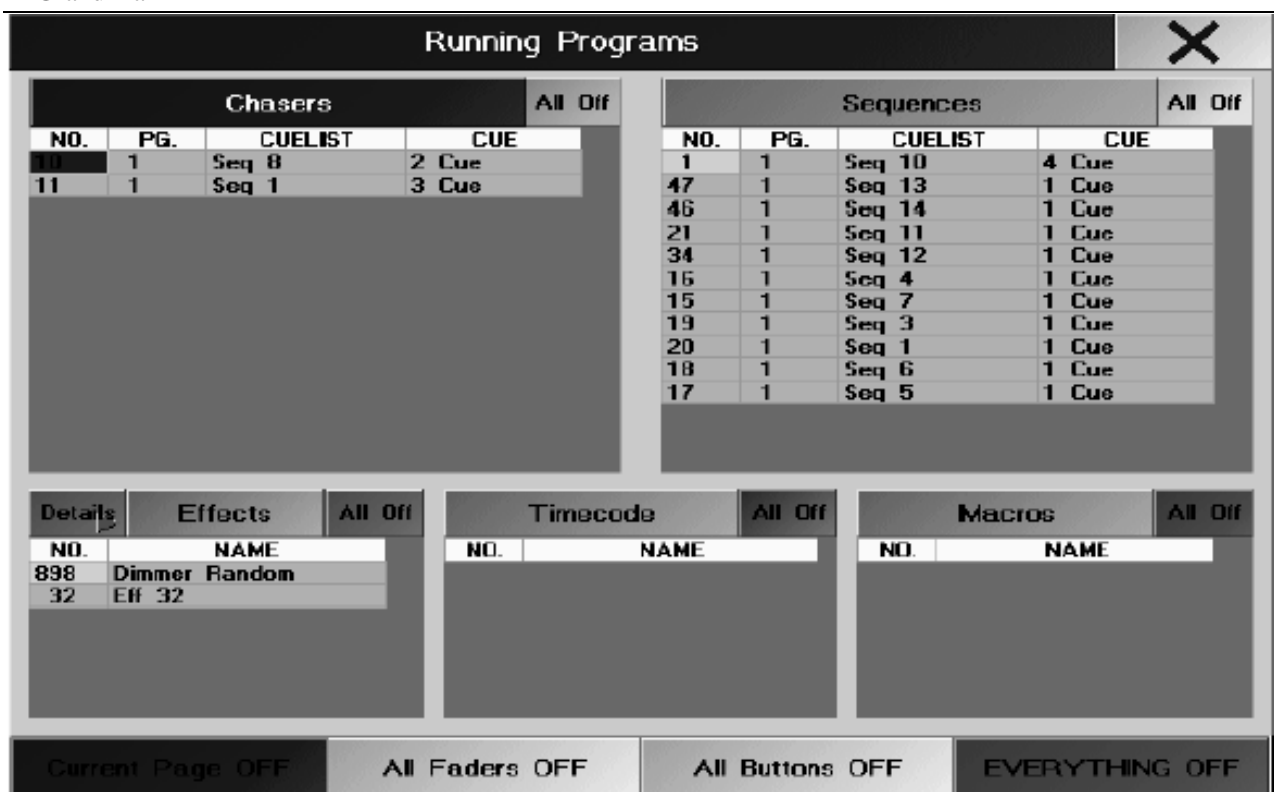 Running Programs
Chasers All Off
NO. PG. CUELIST CUE
10 1 Seq 8 2 Cue
11 1 Seq 1 3 Cue
Sequences All Off
NO. PG. CUELIST CUE
1 1 Seq 10 4 Cue
47 1 Seq 13 1 Cue
46 1 Seq 14 1 Cue
21 1 Seq 11 1 Cue
34 1 Seq 12 1 Cue
16 1 Seq 4 1 Cue
15 1 Seq 7 1 Cue
19 1 Seq 3 1 Cue
20 1 Seq 1 1 Cue
18 1 Seq 6 1 Cue
17 1 Seq 5 1 Cue
Details Effects All Off
NO. NAME
898 Dimmer Random
32 Eff 32
Timecode All Off
NO. NAME
Macros All Off
NO. NAME
Current Page OFF All Faders OFF All Buttons OFF EVERYTHING OFF